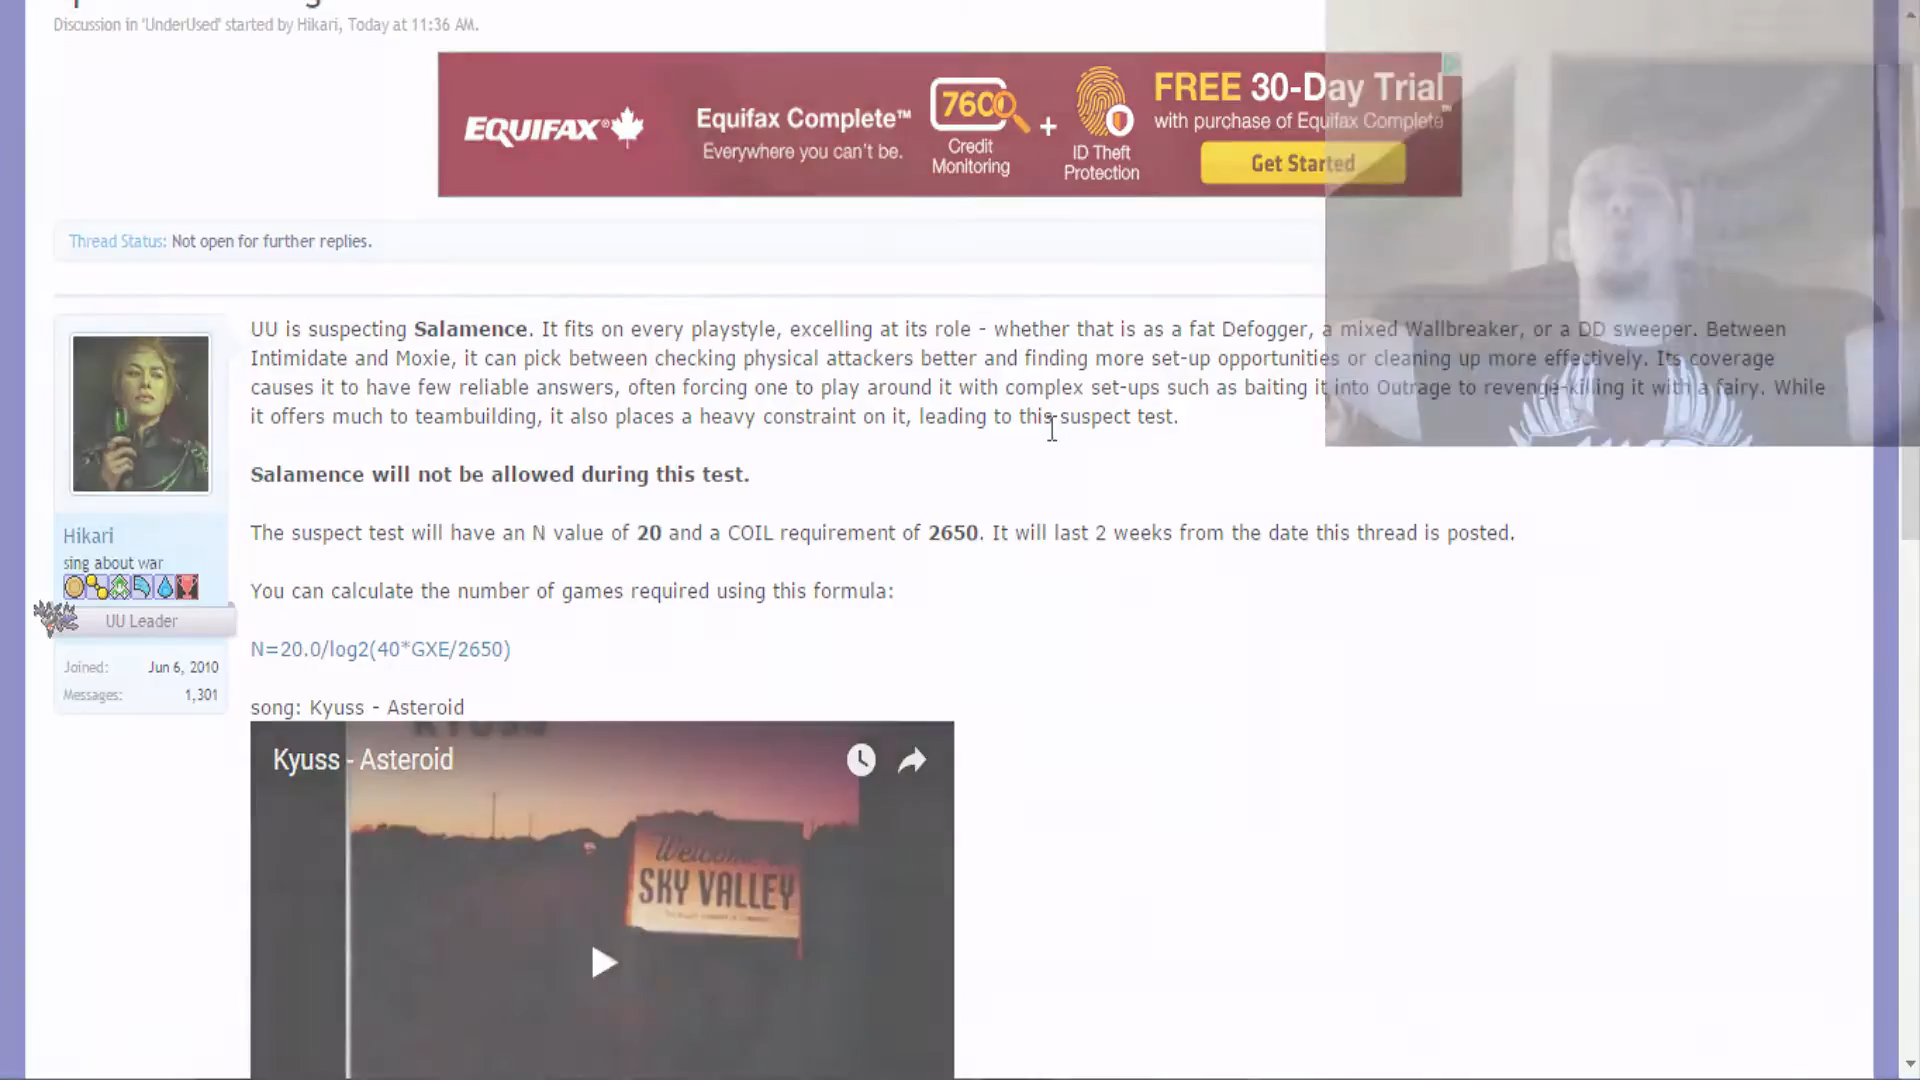 Discussion in 'UnderUsed' started by Hikari, Today at 11:36 AM.
EQUIFAX®
Equifax Complete™
Everywhere you can't be.
760
Credit
Monitoring
+
ID Theft
Protection
FREE 30-Day Trial
with purchase of Equifax Complete™
Get Started
Thread Status: Not open for further replies.
UU is suspecting Salamence. It fits on every playstyle, excelling at its role - whether that is as a fat Defogger, a mixed Wallbreaker, or a DD sweeper. Between
Intimidate and Moxie, it can pick between checking physical attackers better and finding more set-up opportunities or cleaning up more effectively. Its coverage
causes it to have few reliable answers, often forcing one to play around it with complex set-ups such as baiting it into Outrage to revenge-killing it with a fairy. While
it offers much to teambuilding, it also places a heavy constraint on it, leading to this suspect test.
Salamence will not be allowed during this test.
The suspect test will have an N value of 20 and a COIL requirement of 2650. It will last 2 weeks from the date this thread is posted.
You can calculate the number of games required using this formula:
N=20.0/log2(40*GXE/2650)
song: Kyuss - Asteroid
Hikari
sing about war
UU Leader
Joined: Jun 6, 2010
Messages: 1,301
Kyuss - Asteroid
Welcome
SKY VALLEY